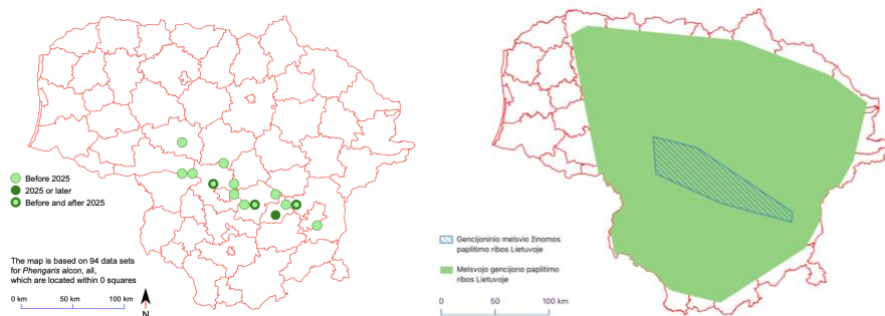 Before 2025
2025 or later
Before and after 2025
The map is based on 94 data sets
for Phengaris alcon, all,
which are located within 0 squares
0 km 50 km 100 km
N
Gencijoninio melsvio žinomos
paplitimo ribos Lietuvoje
Melsvojo gencijono paplitimo
ribos Lietuvoje
0 50 100 km